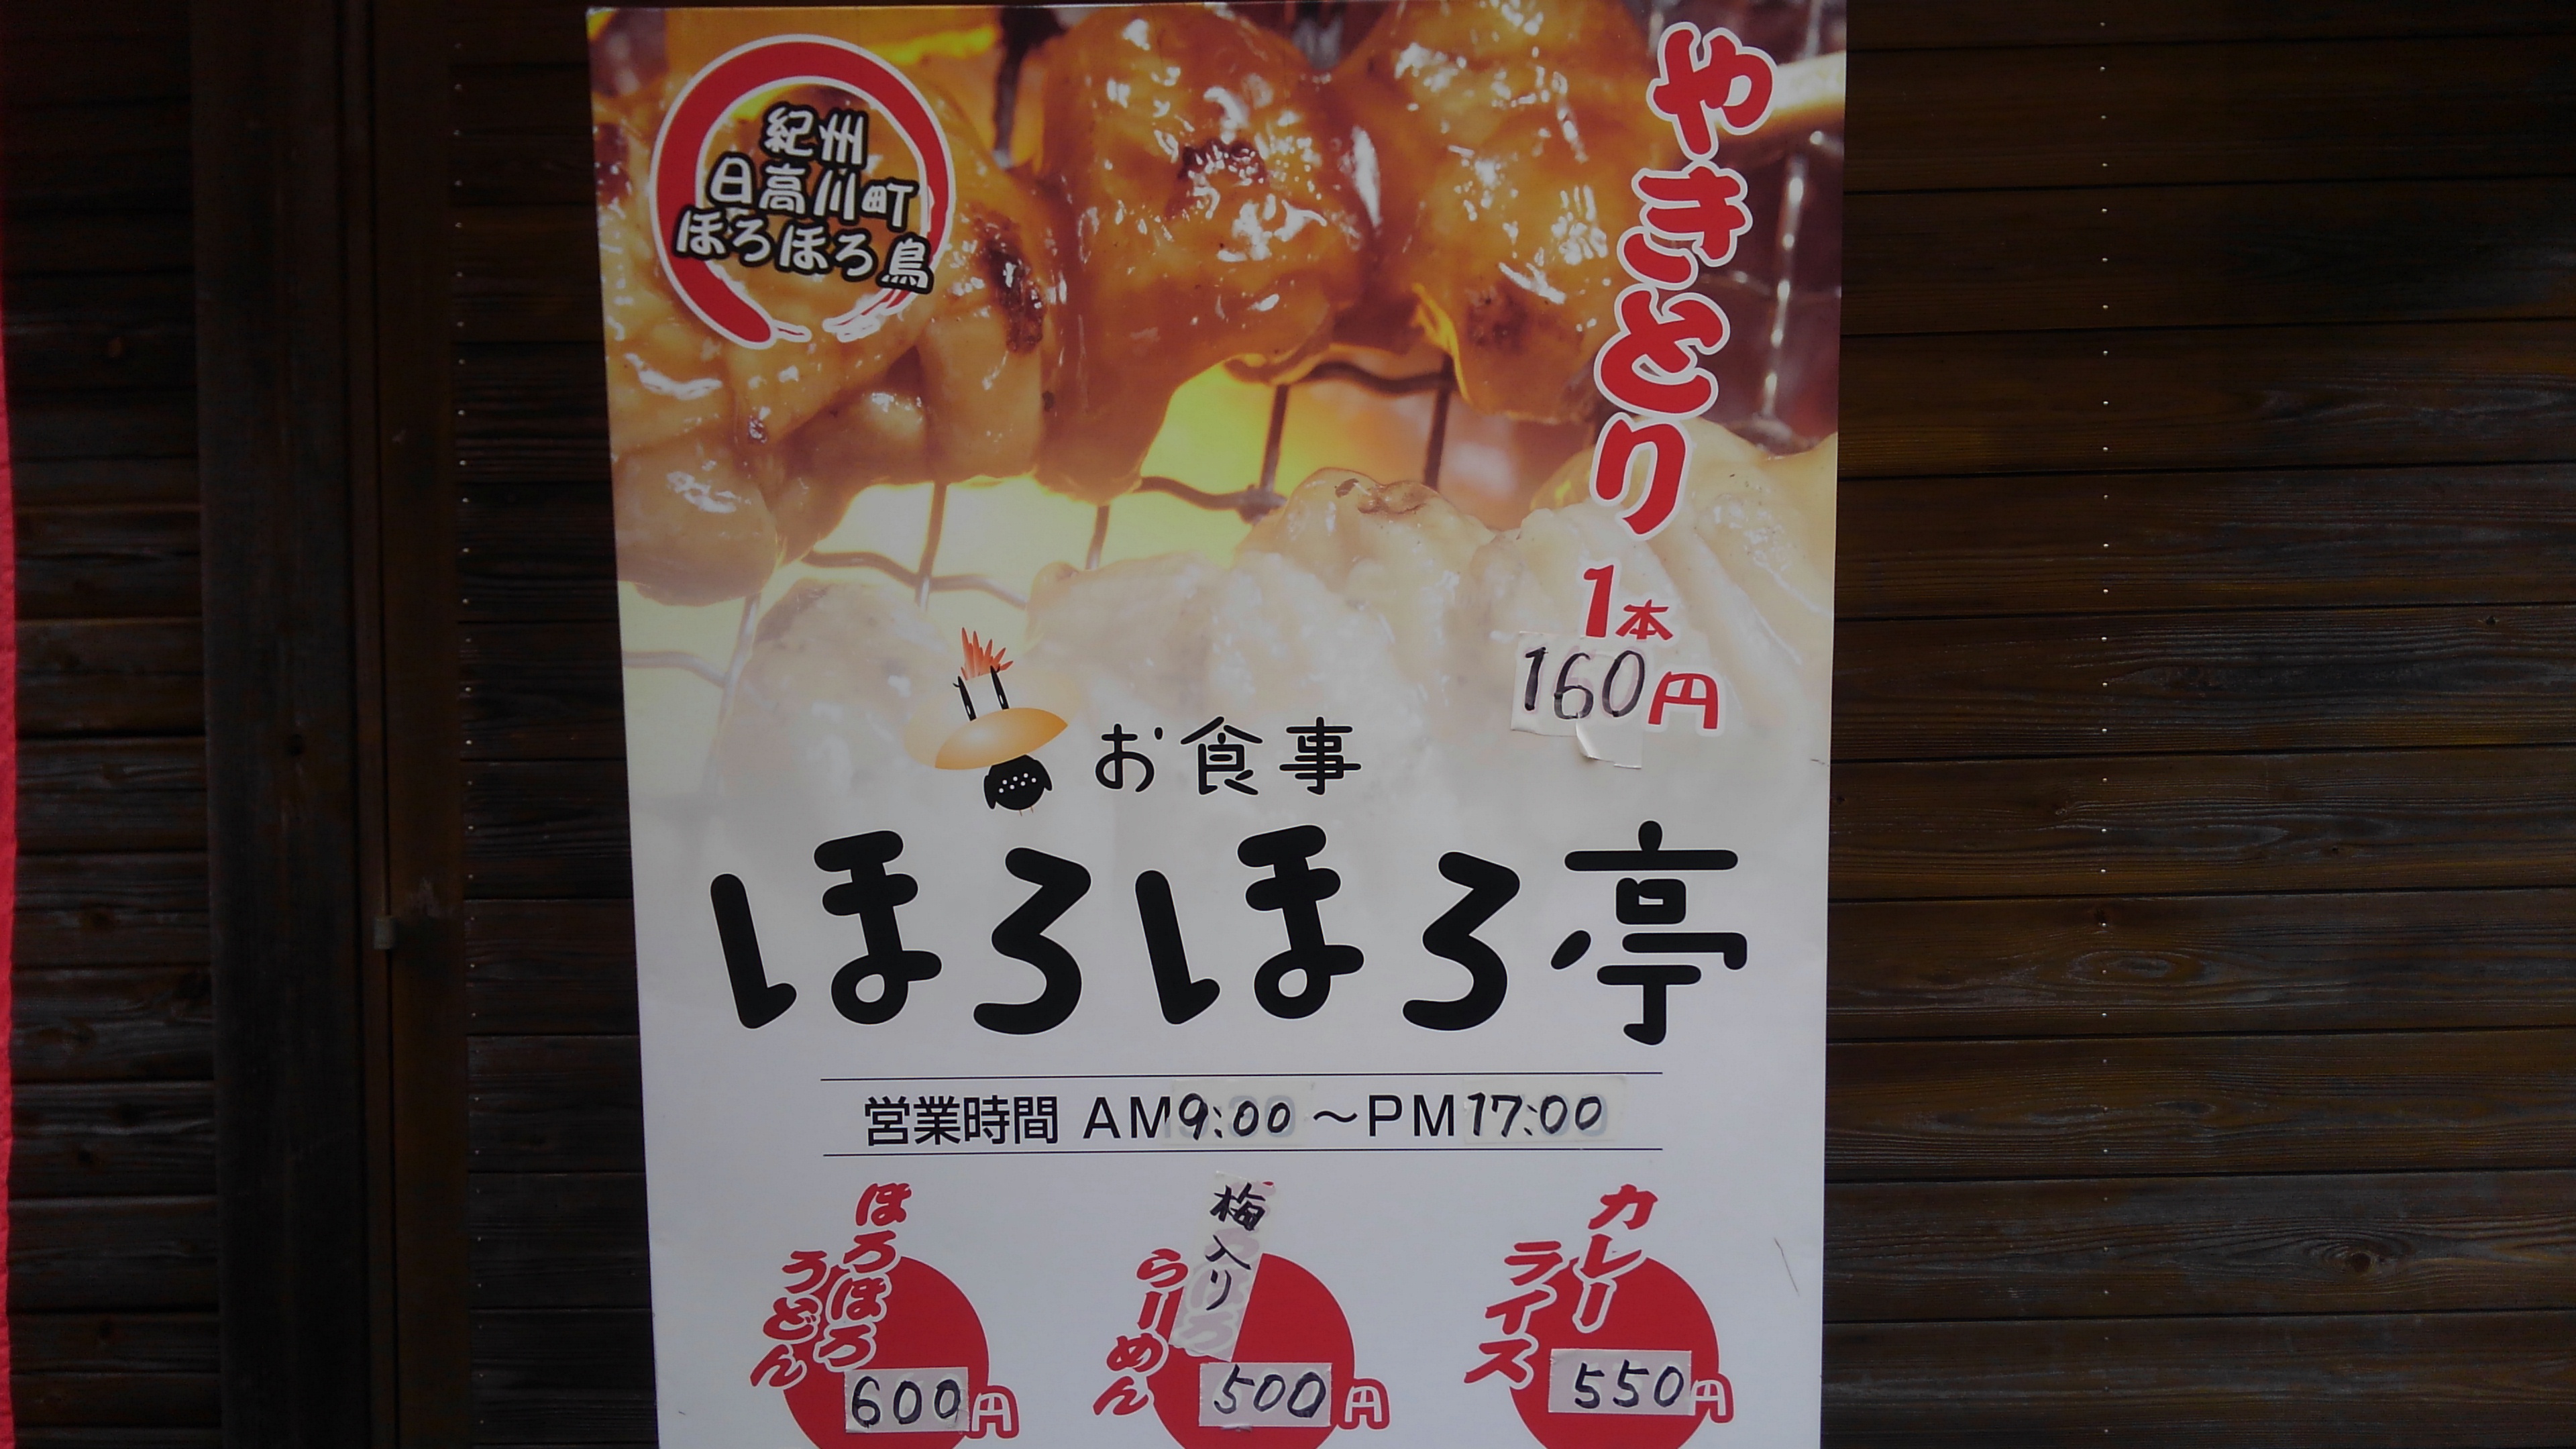 紀州
日高川町
ほろほろ鳥
やきとり
1本
160円
お食事
ほろほろ亭
営業時間 AM9:00 ～PM17:00
ほろほろ
うどん
600円
梅入り
らーめん
500円
カレー
ライス
550円